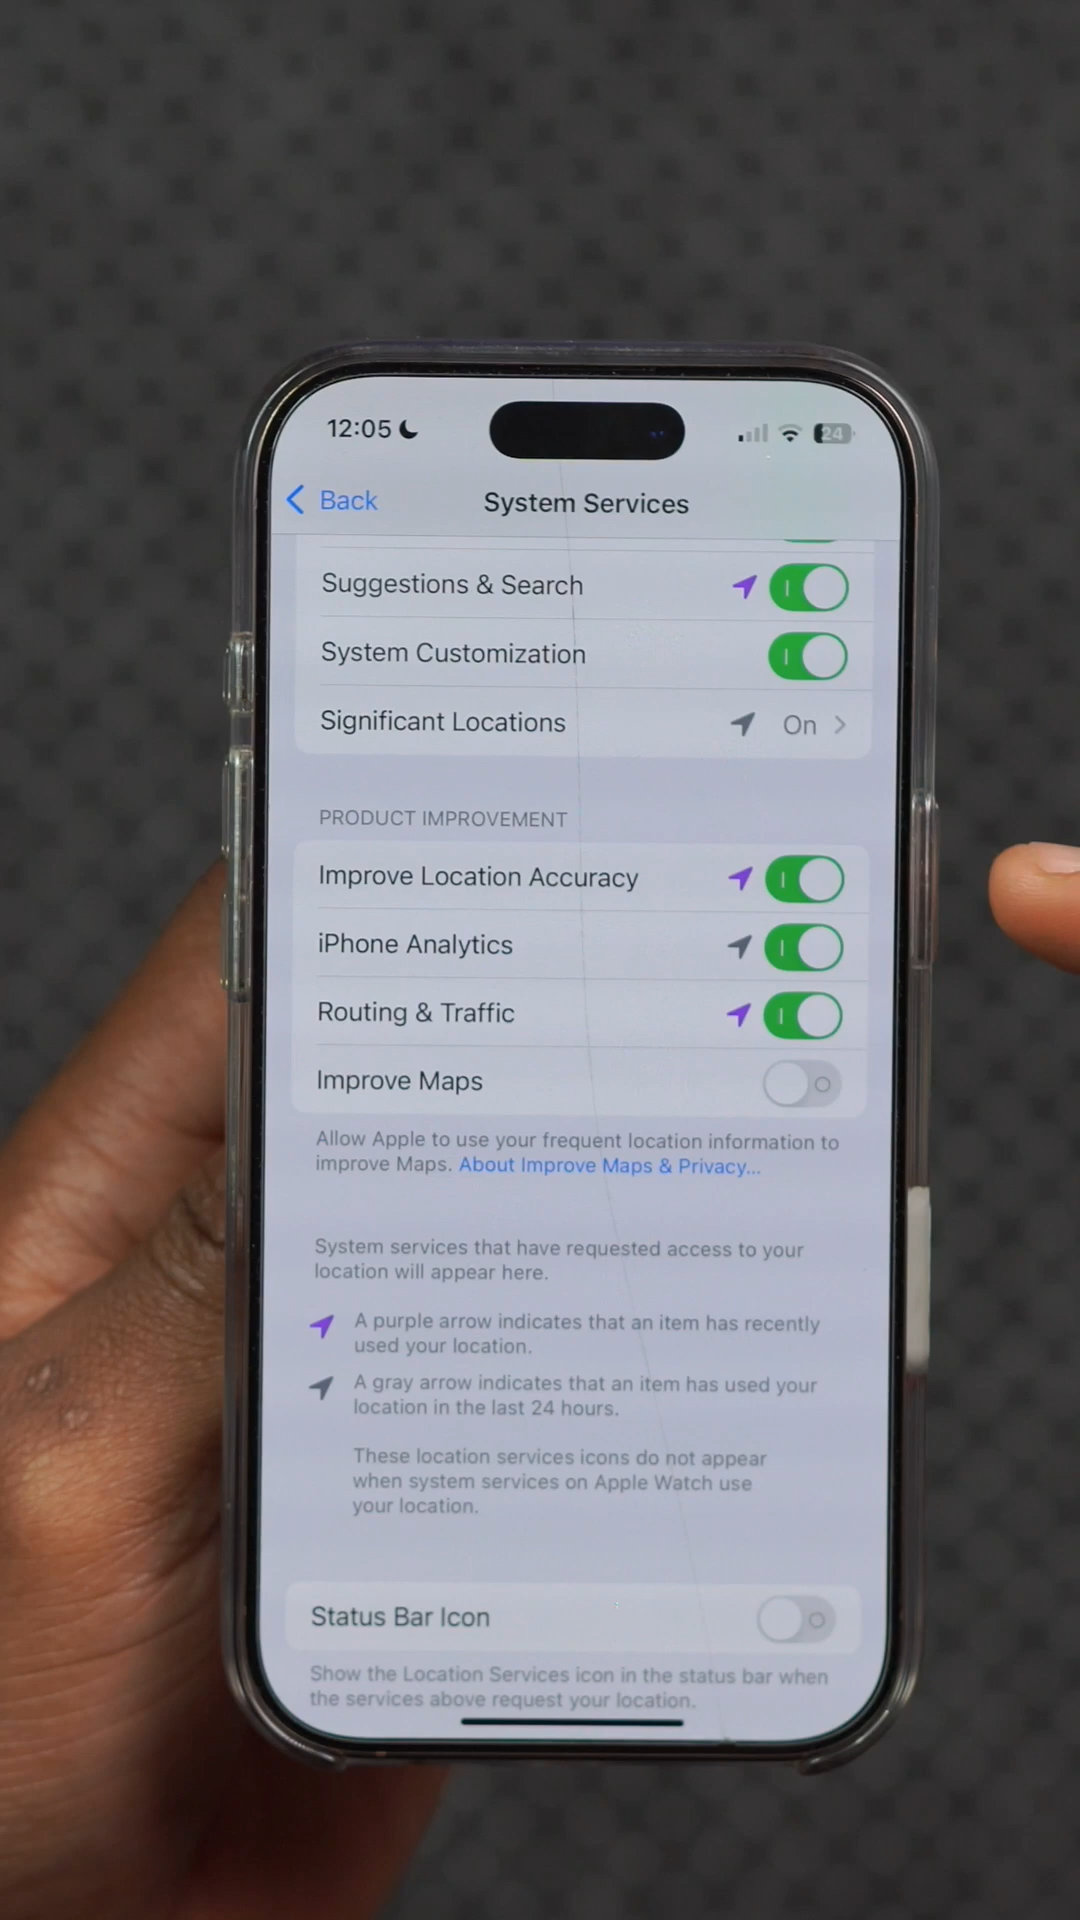 12:05
24
Back
System Services
Suggestions & Search
System Customization
Significant Locations On
PRODUCT IMPROVEMENT
Improve Location Accuracy
iPhone Analytics
Routing & Traffic
Improve Maps
Allow Apple to use your frequent location information to
improve Maps. About Improve Maps & Privacy...
System services that have requested access to your
location will appear here.
A purple arrow indicates that an item has recently
used your location.
A gray arrow indicates that an item has used your
location in the last 24 hours.
These location services icons do not appear
when system services on Apple Watch use
your location.
Status Bar Icon
Show the Location Services icon in the status bar when
the services above request your location.